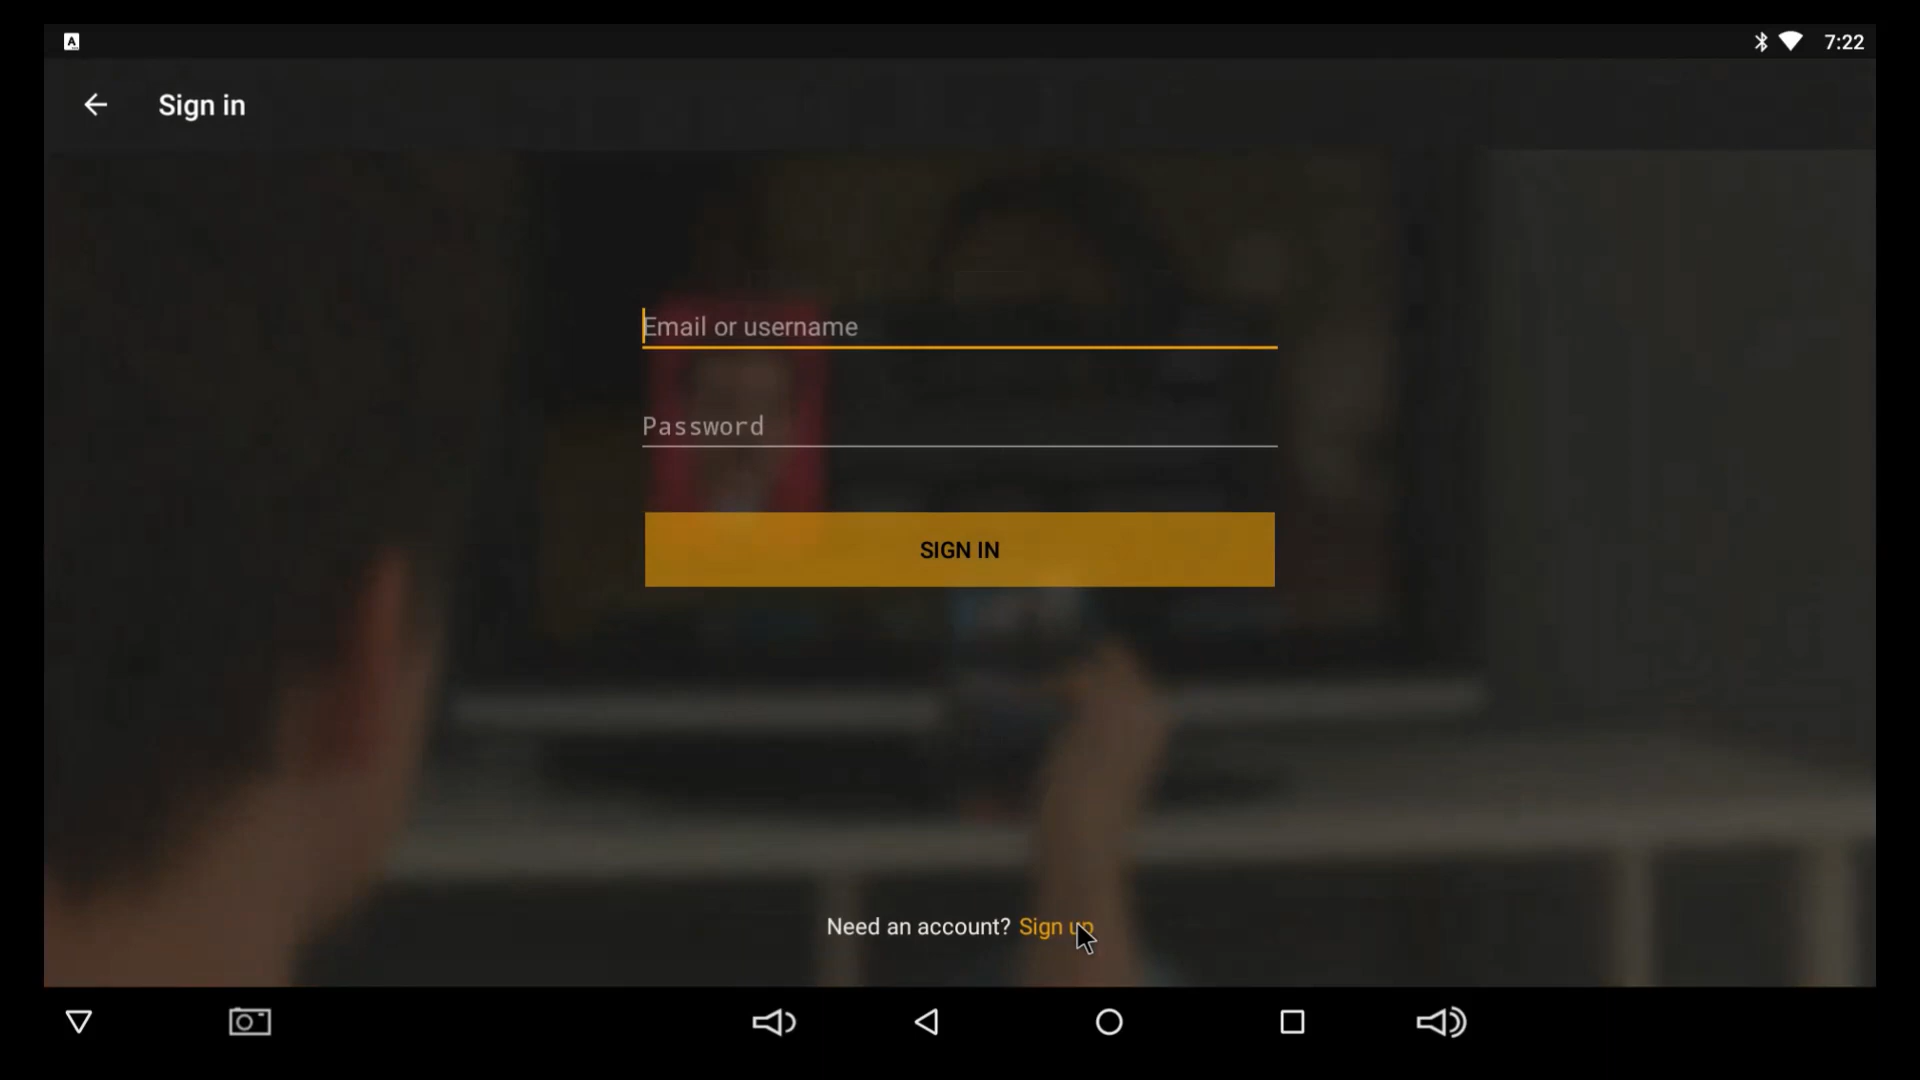 A
7:22
Sign in
Email or username
Password
SIGN IN
Need an account? Sign up